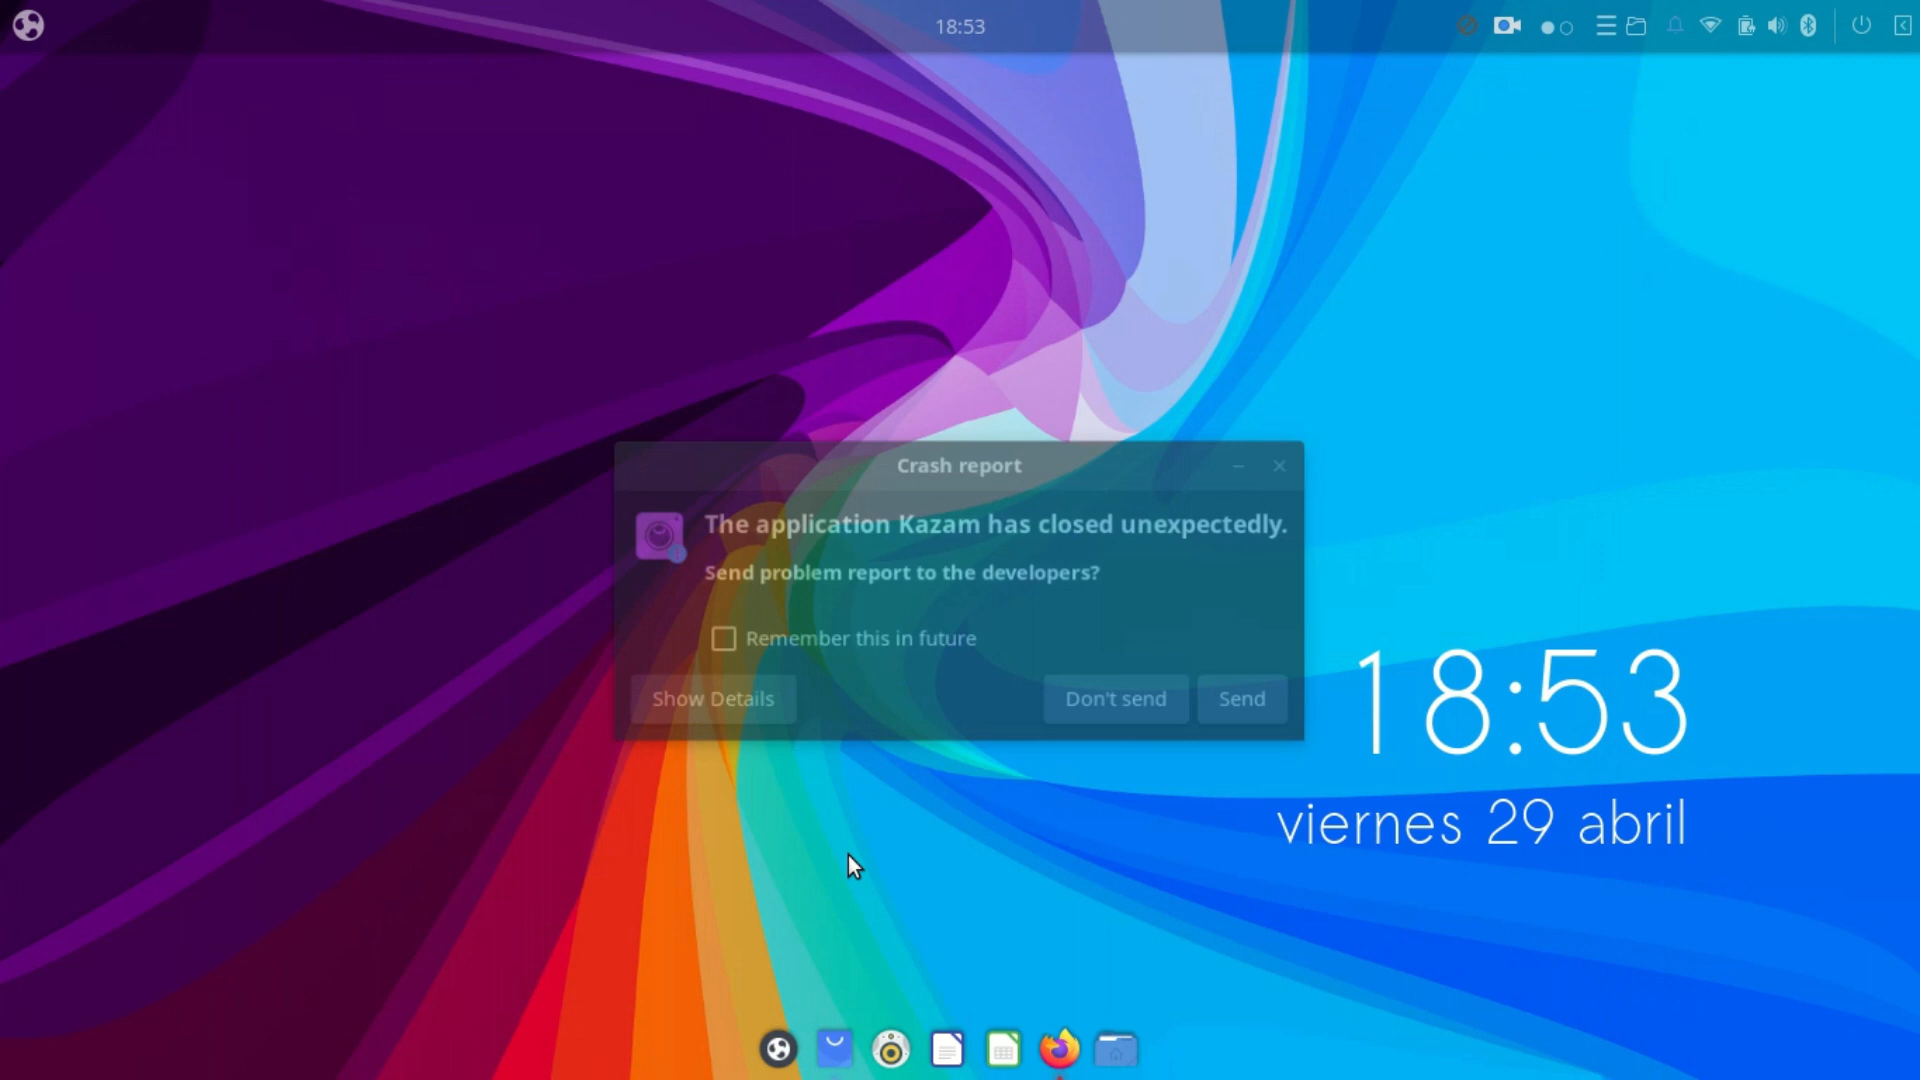 18:53
Crash report
The application Kazam has closed unexpectedly.
Send problem report to the developers?
Remember this in future
Show Details
Don't send
Send
18:53
viernes 29 abril